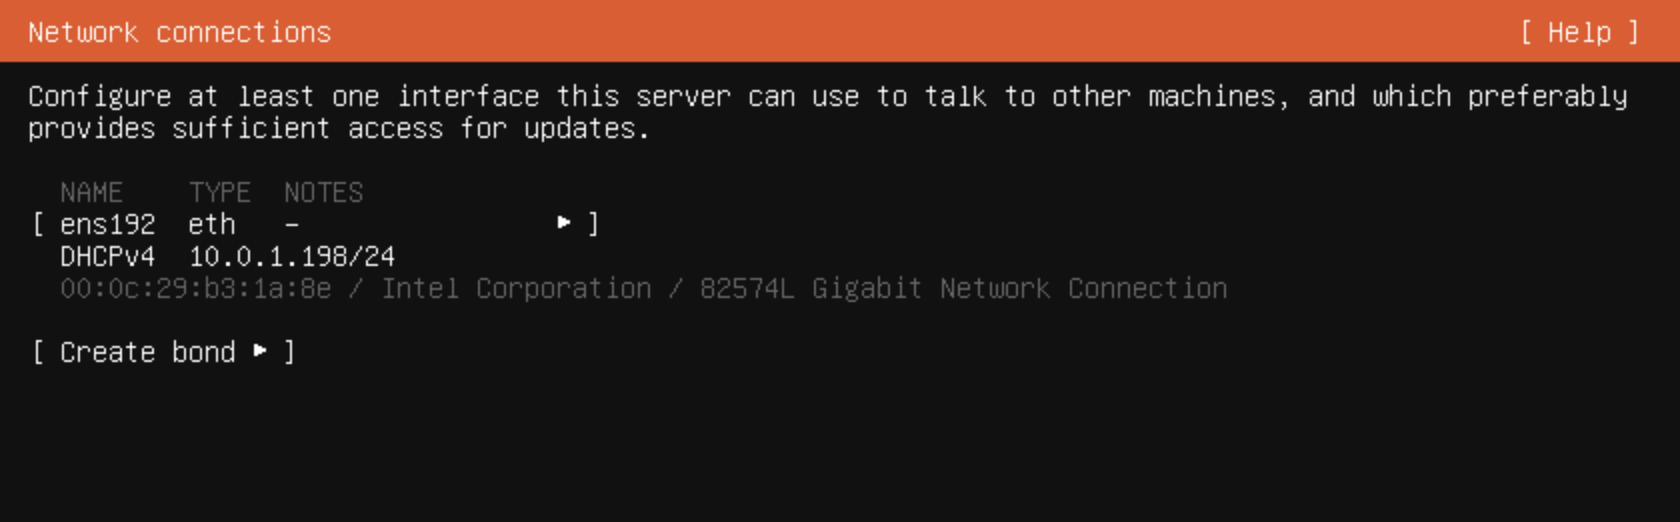 Network connections [ Help ]
Configure at least one interface this server can use to talk to other machines, and which preferably
provides sufficient access for updates.
NAME TYPE NOTES
[ ens192 eth - ▸ ]
DHCPv4 10.0.1.198/24
00:0c:29:b3:1a:8e / Intel Corporation / 82574L Gigabit Network Connection
[ Create bond ▸ ]